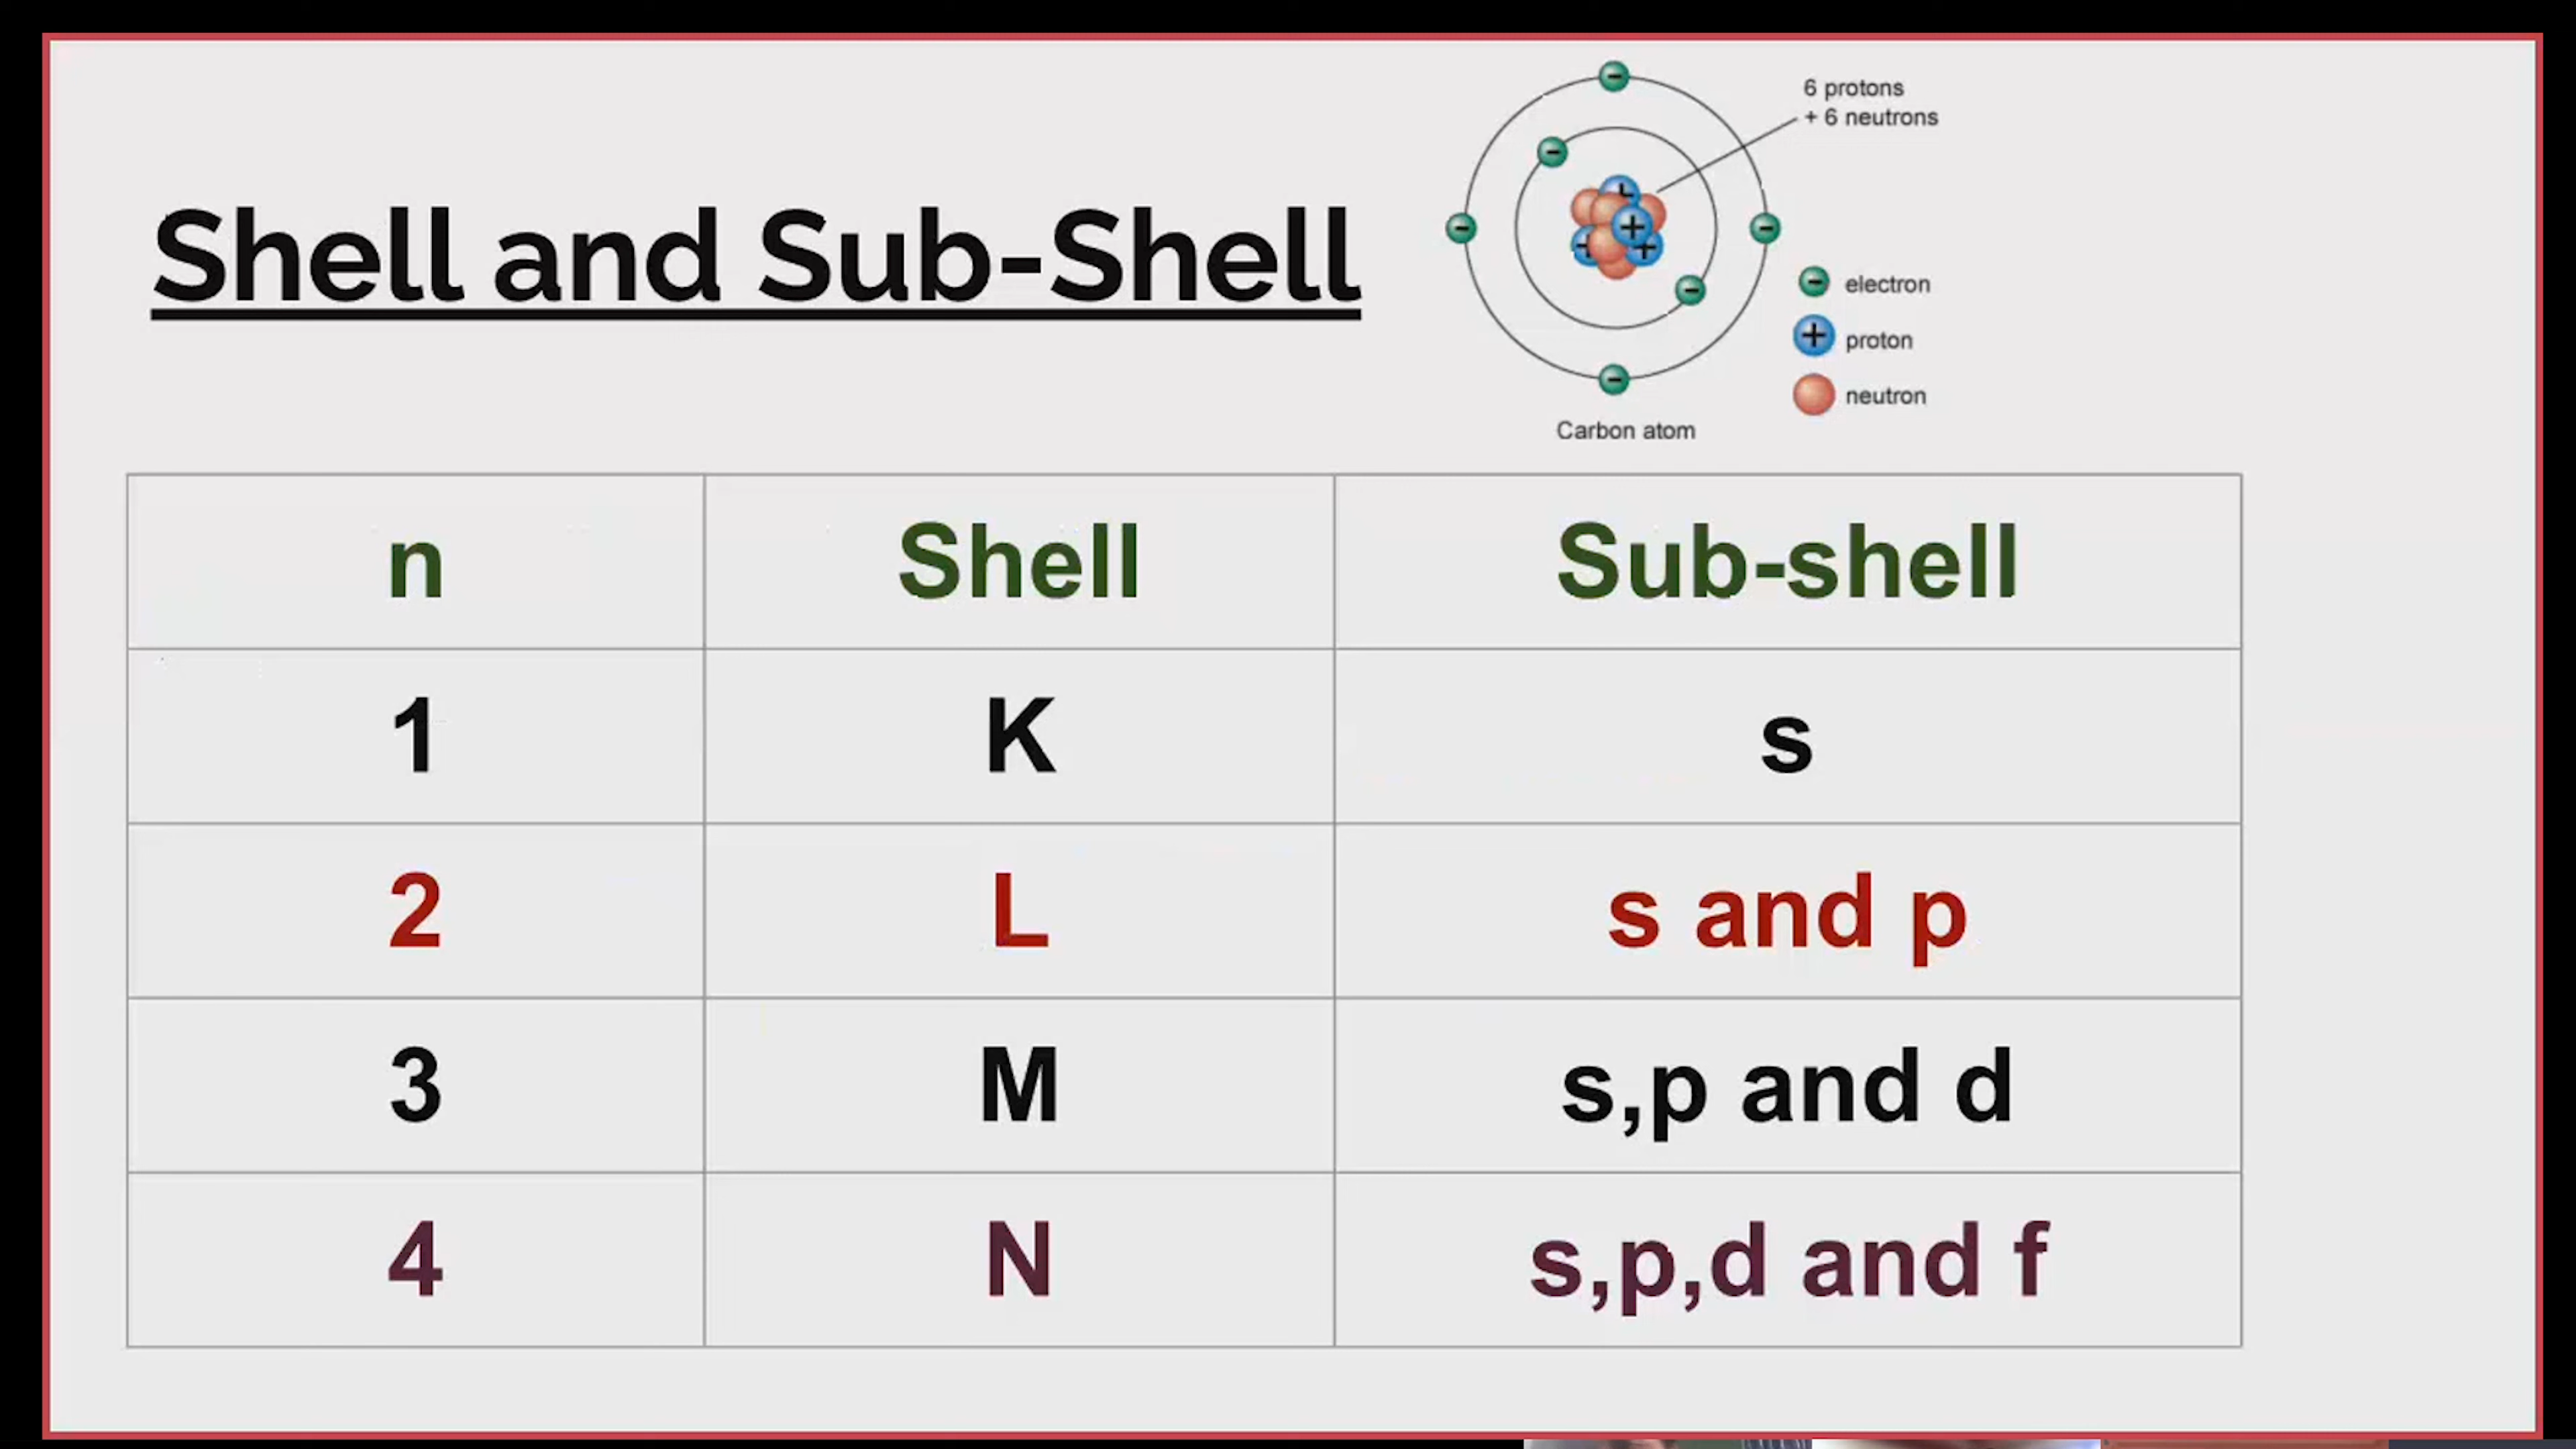 Shell and Sub-Shell
6 protons
+ 6 neutrons
electron
proton
neutron
Carbon atom
n Shell Sub-shell
1 K s
2 L s and p
3 M s,p and d
4 N s,p,d and f